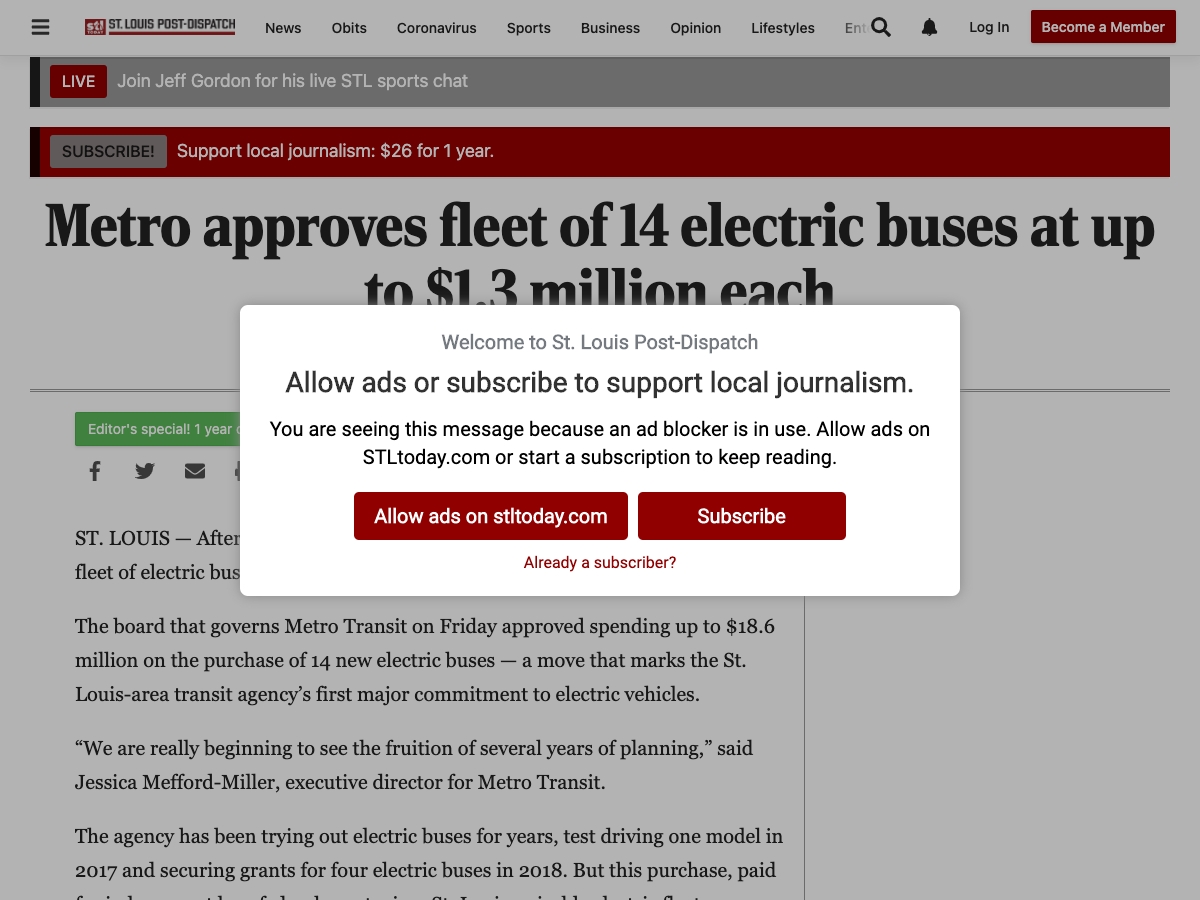 ST. LOUIS POST-DISPATCH
News
Obits
Coronavirus
Sports
Business
Opinion
Lifestyles
Log In
Become a Member
LIVE
Join Jeff Gordon for his live STL sports chat
SUBSCRIBE!
Support local journalism: $26 for 1 year.
Metro approves fleet of 14 electric buses at up
to $1.3 million each
Welcome to St. Louis Post-Dispatch
Allow ads or subscribe to support local journalism.
You are seeing this message because an ad blocker is in use. Allow ads on
STLtoday.com or start a subscription to keep reading.
Allow ads on stltoday.com
Subscribe
Already a subscriber?
Editor's special! 1 year
ST. LOUIS — After
fleet of electric
The board that governs Metro Transit on Friday approved spending up to $18.6
million on the purchase of 14 new electric buses — a move that marks the St.
Louis-area transit agency’s first major commitment to electric vehicles.
“We are really beginning to see the fruition of several years of planning,” said
Jessica Mefford-Miller, executive director for Metro Transit.
The agency has been trying out electric buses for years, test driving one model in
2017 and securing grants for four electric buses in 2018. But this purchase, paid